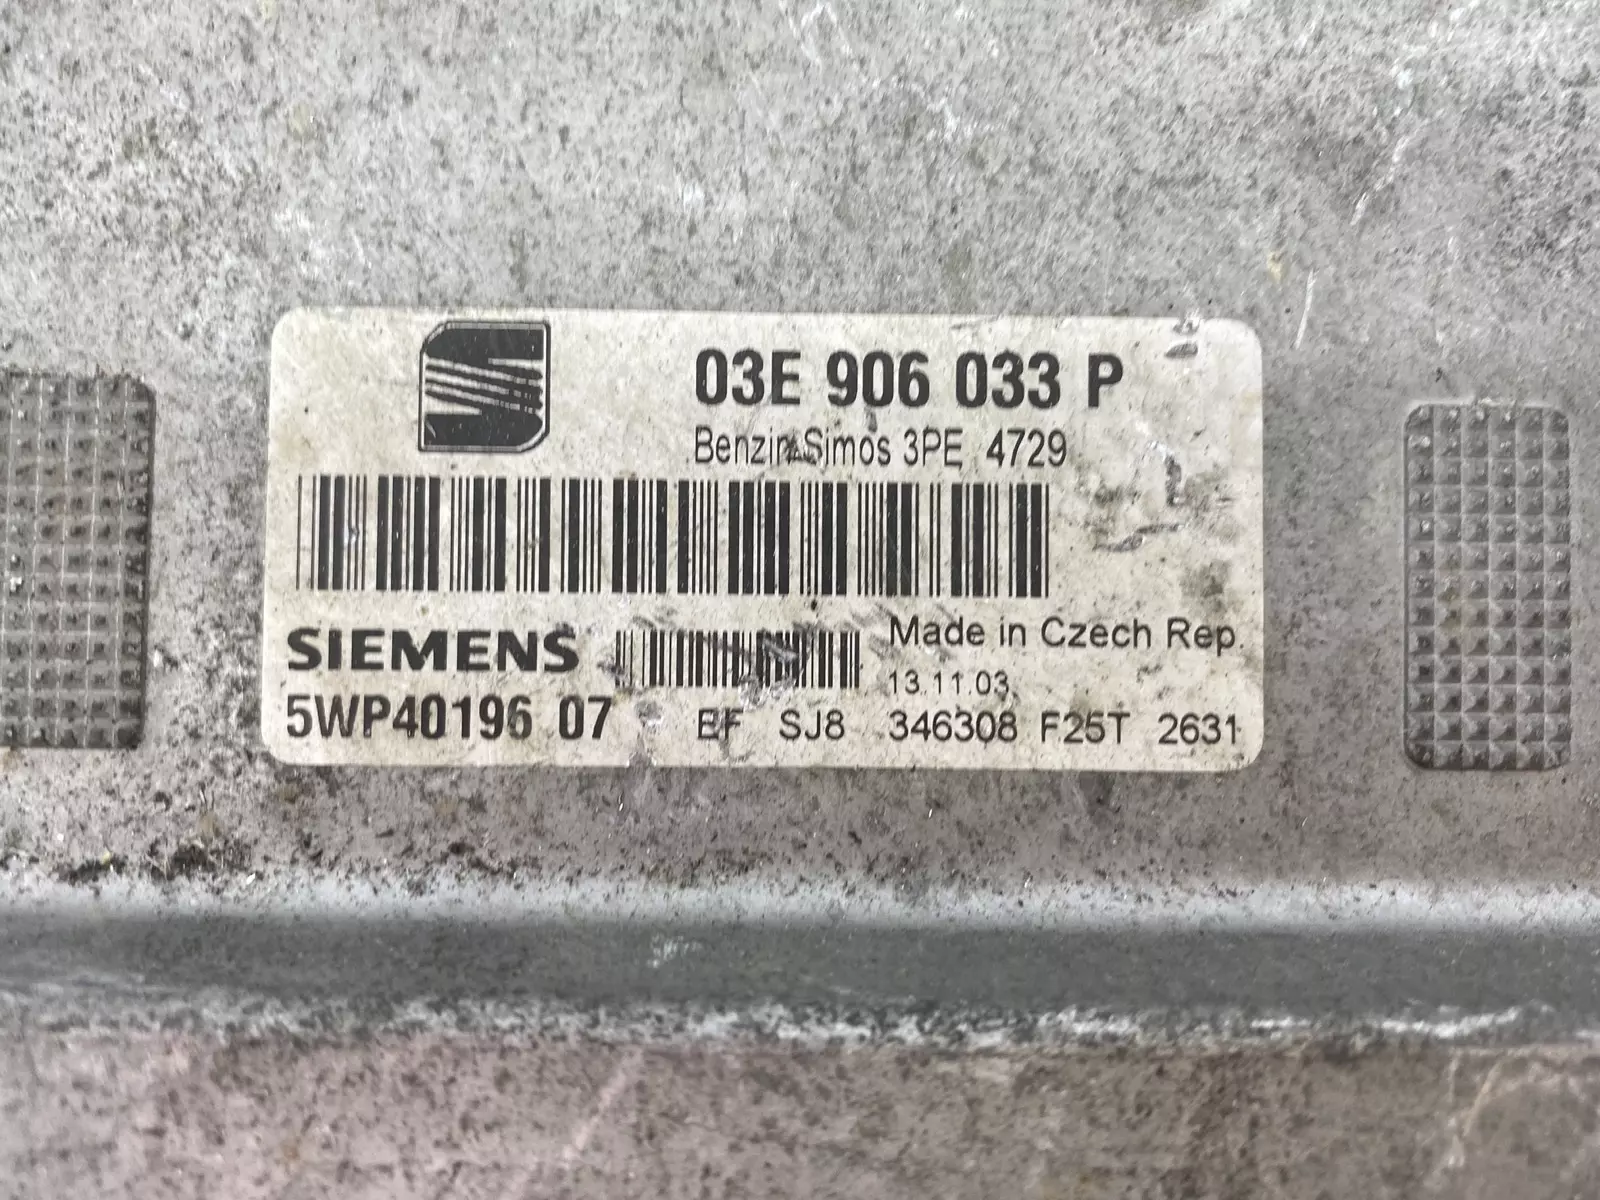 03E 906 033 P
Benzin Simos 3PE 4729
SIEMENS
Made in Czech Rep.
13.11.03
5WP40196 07 EF SJ8 346308 F25T 2631